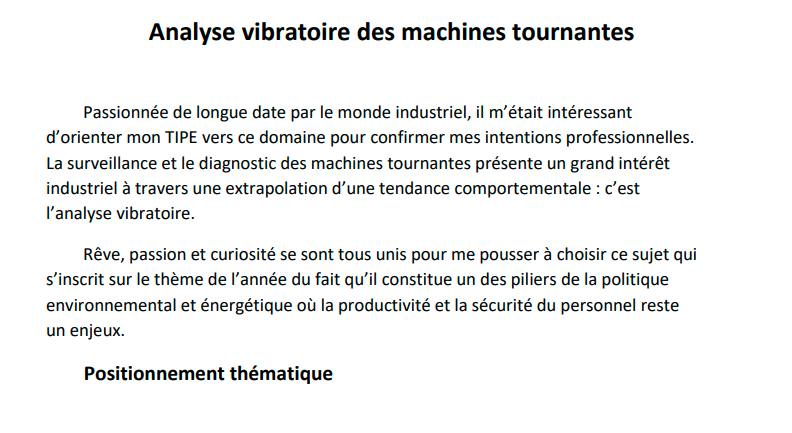 Analyse vibratoire des machines tournantes
Passionnée de longue date par le monde industriel, il m’était intéressant
d’orienter mon TIPE vers ce domaine pour confirmer mes intentions professionnelles.
La surveillance et le diagnostic des machines tournantes présente un grand intérêt
industriel à travers une extrapolation d’une tendance comportementale : c’est
l’analyse vibratoire.
Rêve, passion et curiosité se sont tous unis pour me pousser à choisir ce sujet qui
s’inscrit sur le thème de l’année du fait qu’il constitue un des piliers de la politique
environnemental et énergétique où la productivité et la sécurité du personnel reste
un enjeux.
Positionnement thématique